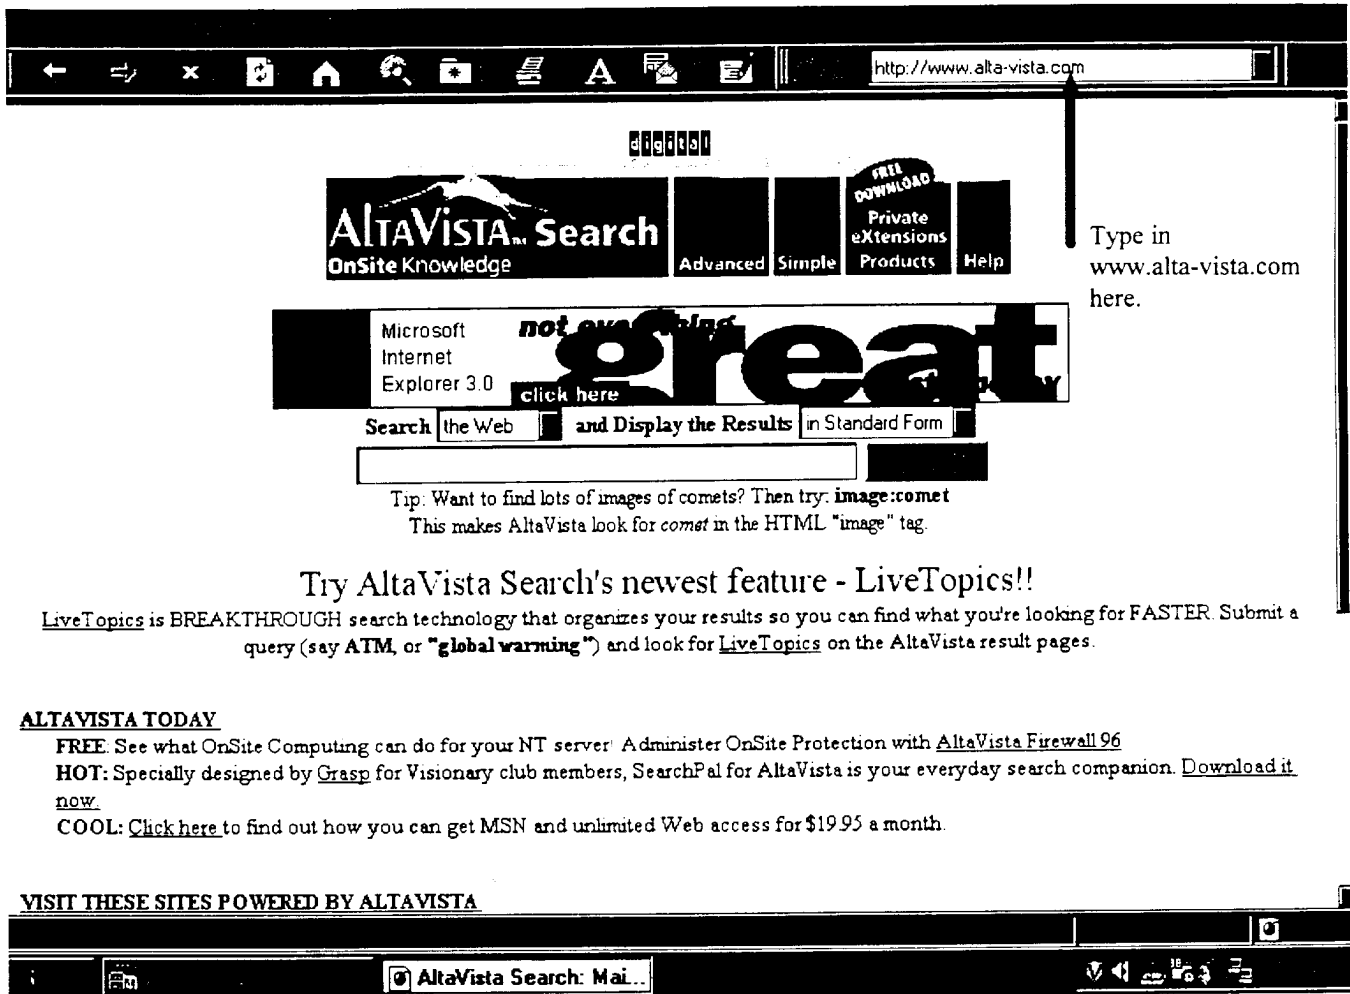 http://www.alta-vista.com
digital
FREE
DOWNLOAD
ALTAVISTA™ Search
OnSite Knowledge
Advanced
Simple
Private
eXtensions
Products
Help
Type in
www.alta-vista.com
here.
Microsoft
Internet
Explorer 3.0
not everything
great
click here
Search the Web and Display the Results in Standard Form
Tip: Want to find lots of images of comets? Then try: image:comet
This makes AltaVista look for comet in the HTML "image" tag.
Try AltaVista Search's newest feature - LiveTopics!!
LiveTopics is BREAKTHROUGH search technology that organizes your results so you can find what you're looking for FASTER. Submit a
query (say ATM, or "global warming") and look for LiveTopics on the AltaVista result pages.
ALTAVISTA TODAY
FREE: See what OnSite Computing can do for your NT server! Administer OnSite Protection with AltaVista Firewall 96
HOT: Specially designed by Grasp for Visionary club members, SearchPal for AltaVista is your everyday search companion. Download it
now.
COOL: Click here to find out how you can get MSN and unlimited Web access for $19.95 a month.
VISIT THESE SITES POWERED BY ALTAVISTA
AltaVista Search: Mai...